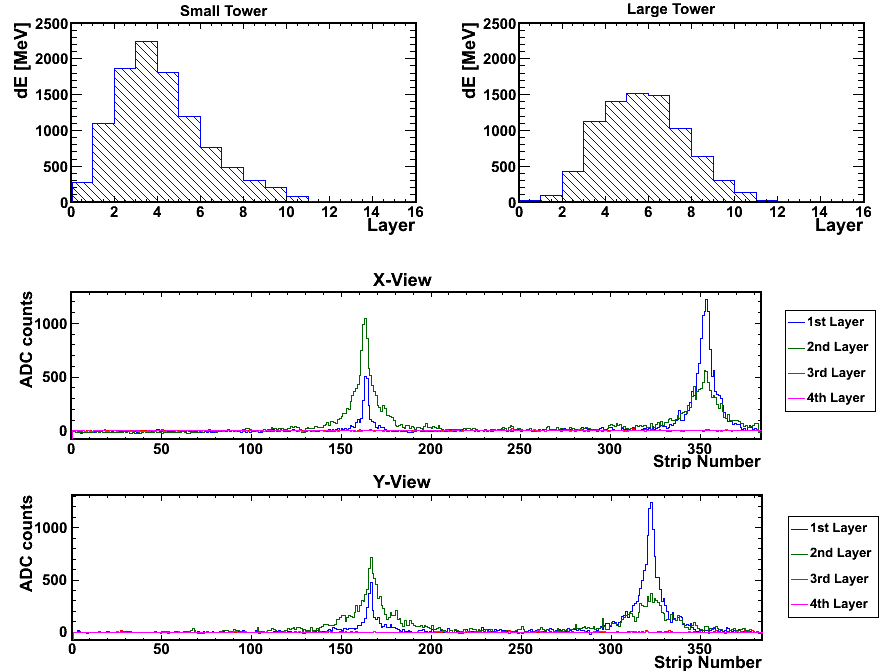 Small Tower
Large Tower
dE [MeV]
2500
2000
1500
1000
500
0
0 2 4 6 8 10 12 14 16
Layer
dE [MeV]
2500
2000
1500
1000
500
0
0 2 4 6 8 10 12 14 16
Layer
X-View
ADC counts
1000
500
0
0 50 100 150 200 250 300 350
Strip Number
1st Layer
2nd Layer
3rd Layer
4th Layer
Y-View
ADC counts
1000
500
0
0 50 100 150 200 250 300 350
Strip Number
1st Layer
2nd Layer
3rd Layer
4th Layer